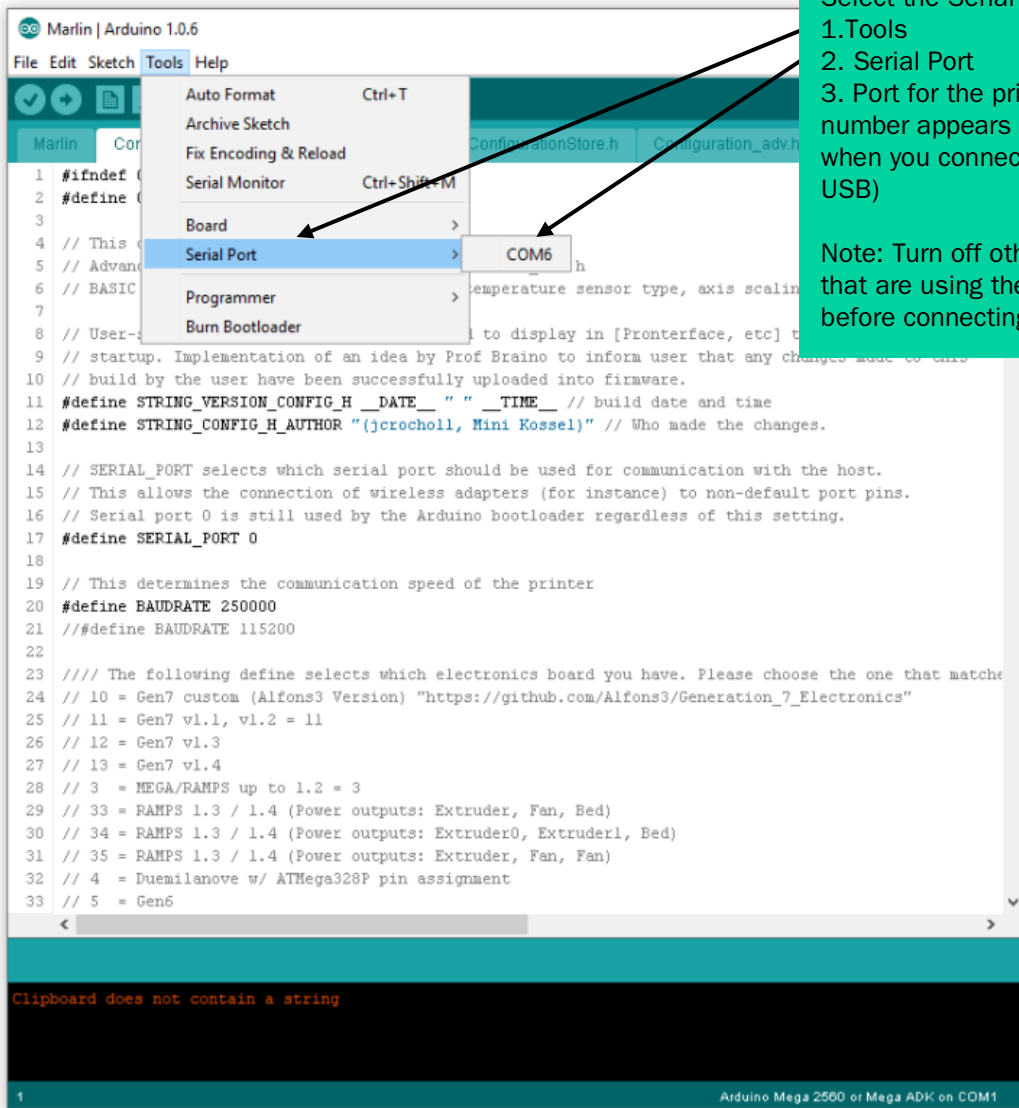 Marlin | Arduino 1.0.6
File Edit Sketch Tools Help
Auto Format Ctrl+T
Archive Sketch
Fix Encoding & Reload
Serial Monitor Ctrl+Shift+M
Board >
Serial Port >
COM6
Programmer >
Burn Bootloader
1.Tools
2. Serial Port
3. Port for the
number appears
when you
USB)
Note: Turn off
that are using
before
Marlin ConfigurationStore.h
1 #ifndef
2 #define
3
4 // This
5 // h
6 // BASIC temperature sensor type, axis
7
8 // to display in [Pronterface, etc]
9 // startup. Implementation of an idea by Prof Braino to inform user that any changes made to this
10 // build by the user have been successfully uploaded into firmware.
11 #define STRING_VERSION_CONFIG_H __DATE__ " " __TIME__ // build date and time
12 #define STRING_CONFIG_H_AUTHOR "(jcrocholl, Mini Kossel)" // Who made the changes.
13
14 // SERIAL_PORT selects which serial port should be used for communication with the host.
15 // This allows the connection of wireless adapters (for instance) to non-default port pins.
16 // Serial port 0 is still used by the Arduino bootloader regardless of this setting.
17 #define SERIAL_PORT 0
18
19 // This determines the communication speed of the printer
20 #define BAUDRATE 250000
21 //#define BAUDRATE 115200
22
23 //// The following define selects which electronics board you have. Please choose the one that
24 // 10 = Gen7 custom (Alfons3 Version) "https://github.com/Alfons3/Generation_7_Electronics"
25 // 11 = Gen7 v1.1, v1.2 = 11
26 // 12 = Gen7 v1.3
27 // 13 = Gen7 v1.4
28 // 3 = MEGA/RAMPS up to 1.2 = 3
29 // 33 = RAMPS 1.3 / 1.4 (Power outputs: Extruder, Fan, Bed)
30 // 34 = RAMPS 1.3 / 1.4 (Power outputs: Extruder0, Extruder1, Bed)
31 // 35 = RAMPS 1.3 / 1.4 (Power outputs: Extruder, Fan, Fan)
32 // 4 = Duemilanove w/ ATMega328P pin assignment
33 // 5 = Gen6
Clipboard does not contain a string
1 Arduino Mega 2560 or Mega ADK on COM1